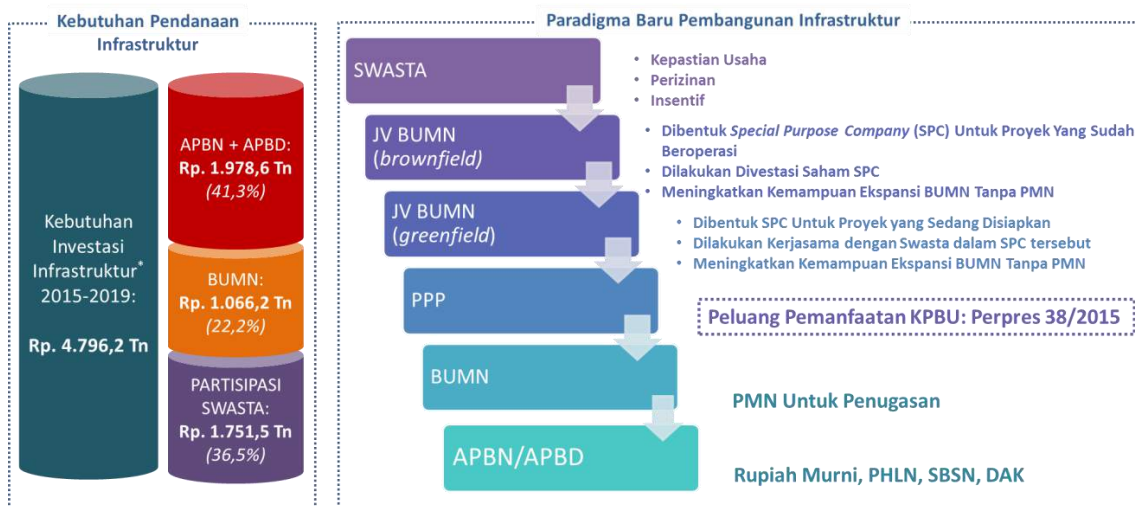 Kebutuhan Pendanaan
Infrastruktur
Kebutuhan
Investasi
Infrastruktur*
2015-2019:
Rp. 4.796,2 Tn
APBN + APBD:
Rp. 1.978,6 Tn
(41,3%)
BUMN:
Rp. 1.066,2 Tn
(22,2%)
PARTISIPASI
SWASTA:
Rp. 1.751,5 Tn
(36,5%)
Paradigma Baru Pembangunan Infrastruktur
SWASTA
• Kepastian Usaha
• Perizinan
• Insentif
JV BUMN
(brownfield)
• Dibentuk Special Purpose Company (SPC) Untuk Proyek Yang Sudah
Beroperasi
• Dilakukan Divestasi Saham SPC
• Meningkatkan Kemampuan Ekspansi BUMN Tanpa PMN
JV BUMN
(greenfield)
• Dibentuk SPC Untuk Proyek yang Sedang Disiapkan
• Dilakukan Kerjasama dengan Swasta dalam SPC tersebut
• Meningkatkan Kemampuan Ekspansi BUMN Tanpa PMN
PPP
Peluang Pemanfaatan KPBU: Perpres 38/2015
BUMN
PMN Untuk Penugasan
APBN/APBD
Rupiah Murni, PHLN, SBSN, DAK